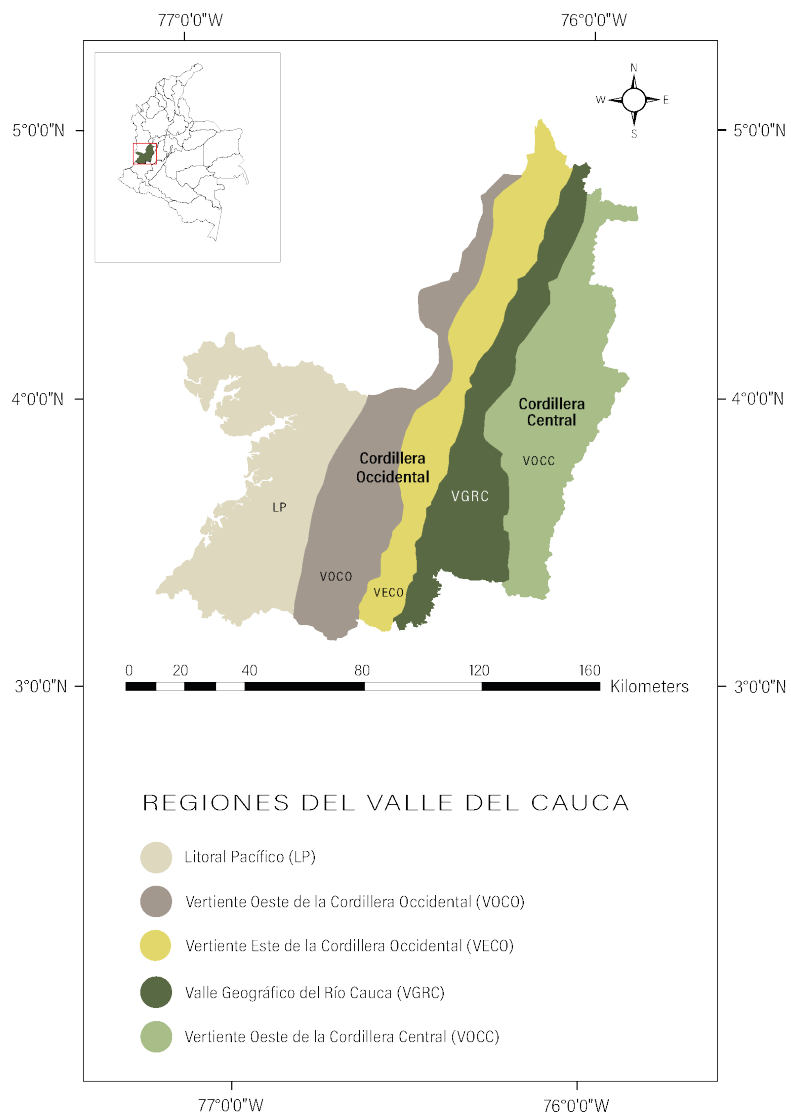 77°0'0"W 76°0'0"W
N
W E
S
5°0'0"N 5°0'0"N
4°0'0"N 4°0'0"N
Cordillera
Central
Cordillera
Occidental
VOCC
VGRC
LP
VOCO
VECO
0 20 40 80 120 160
Kilometers
3°0'0"N 3°0'0"N
REGIONES DEL VALLE DEL CAUCA
Litoral Pacífico (LP)
Vertiente Oeste de la Cordillera Occidental (VOCO)
Vertiente Este de la Cordillera Occidental (VECO)
Valle Geográfico del Río Cauca (VGRC)
Vertiente Oeste de la Cordillera Central (VOCC)
77°0'0"W 76°0'0"W